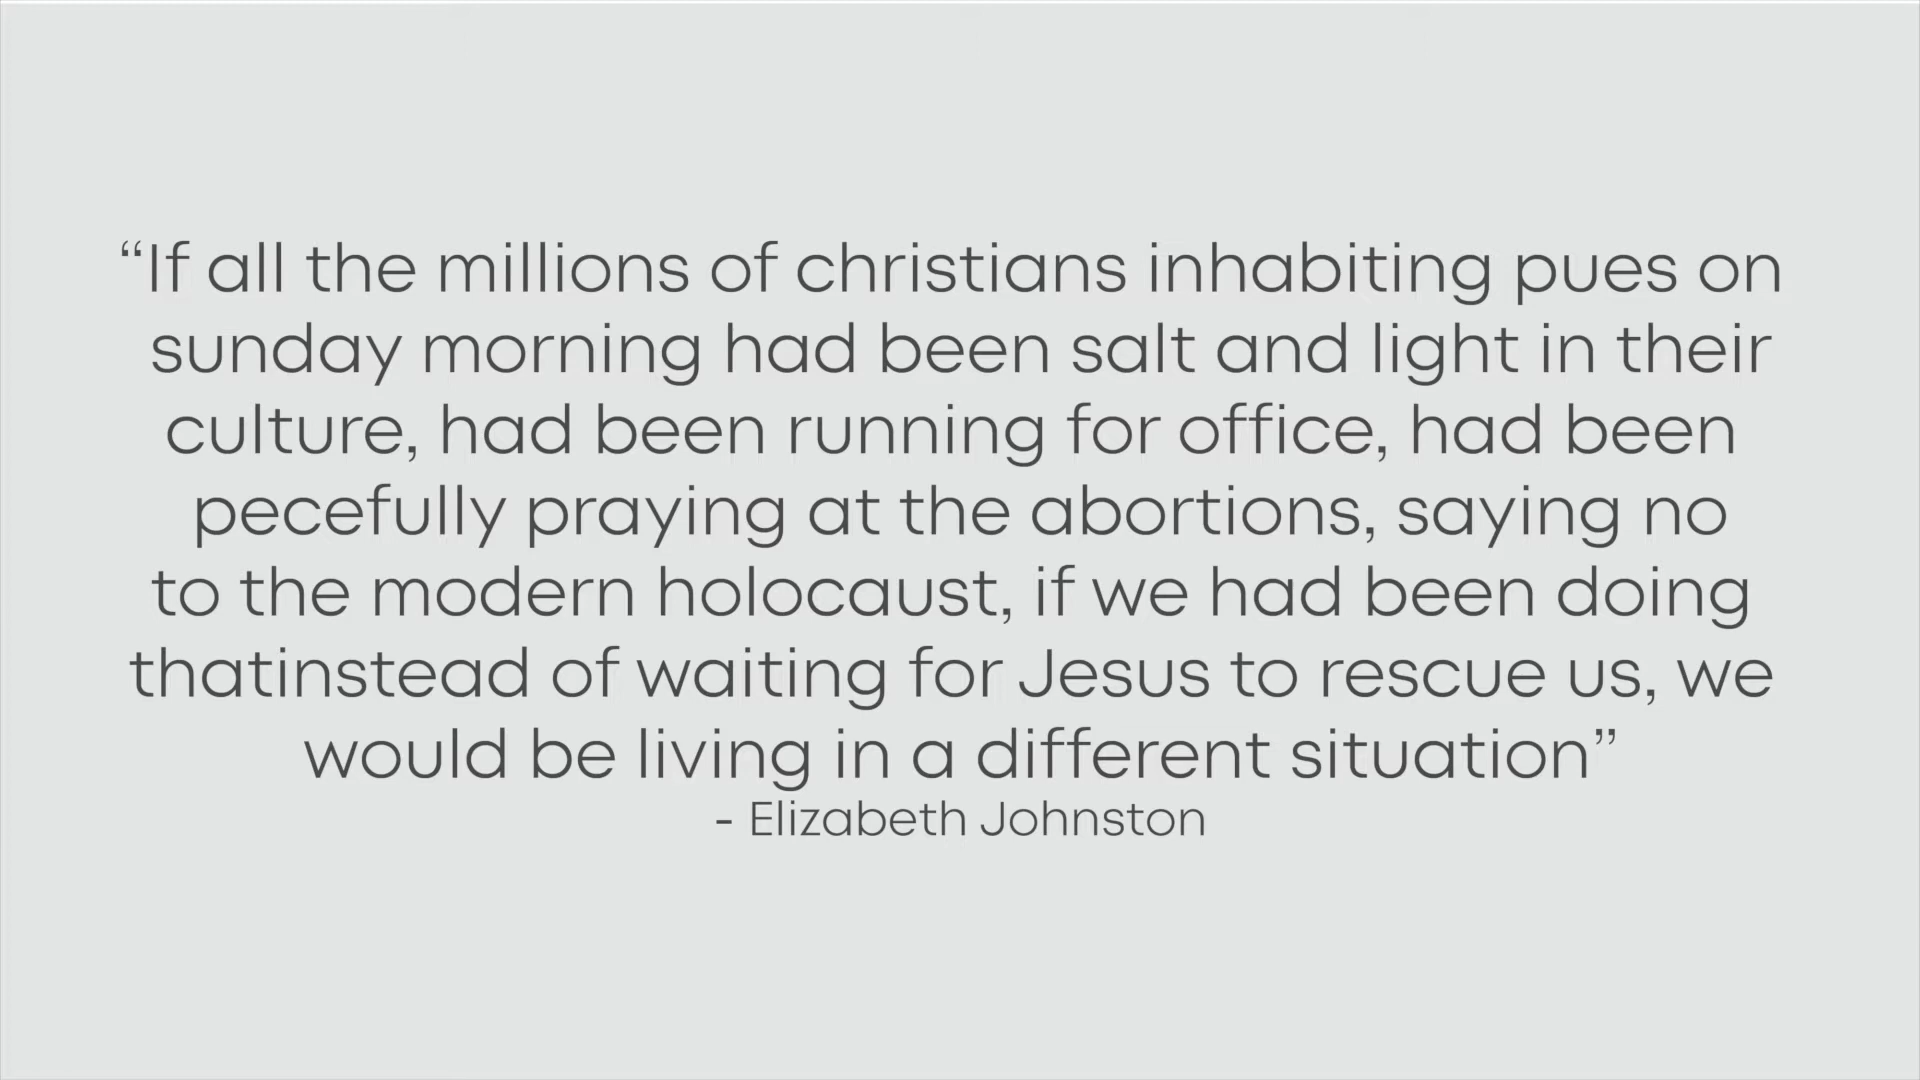 “If all the millions of christians inhabiting pues on
sunday morning had been salt and light in their
culture, had been running for office, had been
pecefully praying at the abortions, saying no
to the modern holocaust, if we had been doing
thatinstead of waiting for Jesus to rescue us, we
would be living in a different situation”
- Elizabeth Johnston